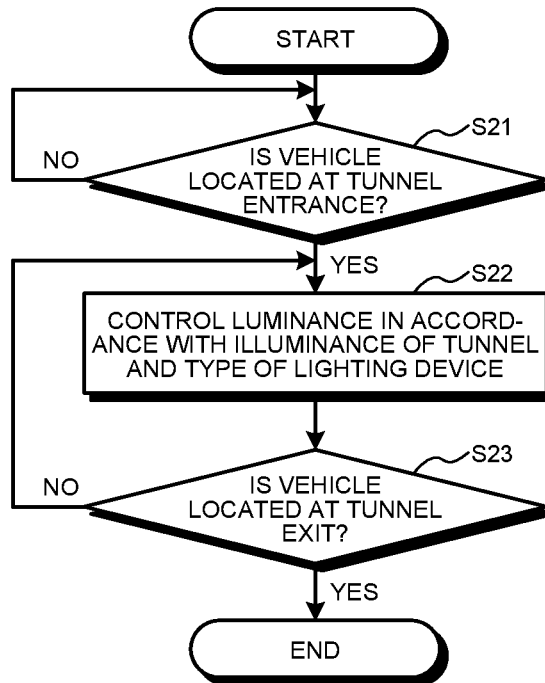 START
S21
NO
IS VEHICLE
LOCATED AT TUNNEL
ENTRANCE?
YES
S22
CONTROL LUMINANCE IN ACCORD-
ANCE WITH ILLUMINANCE OF TUNNEL
AND TYPE OF LIGHTING DEVICE
S23
NO
IS VEHICLE
LOCATED AT TUNNEL
EXIT?
YES
END